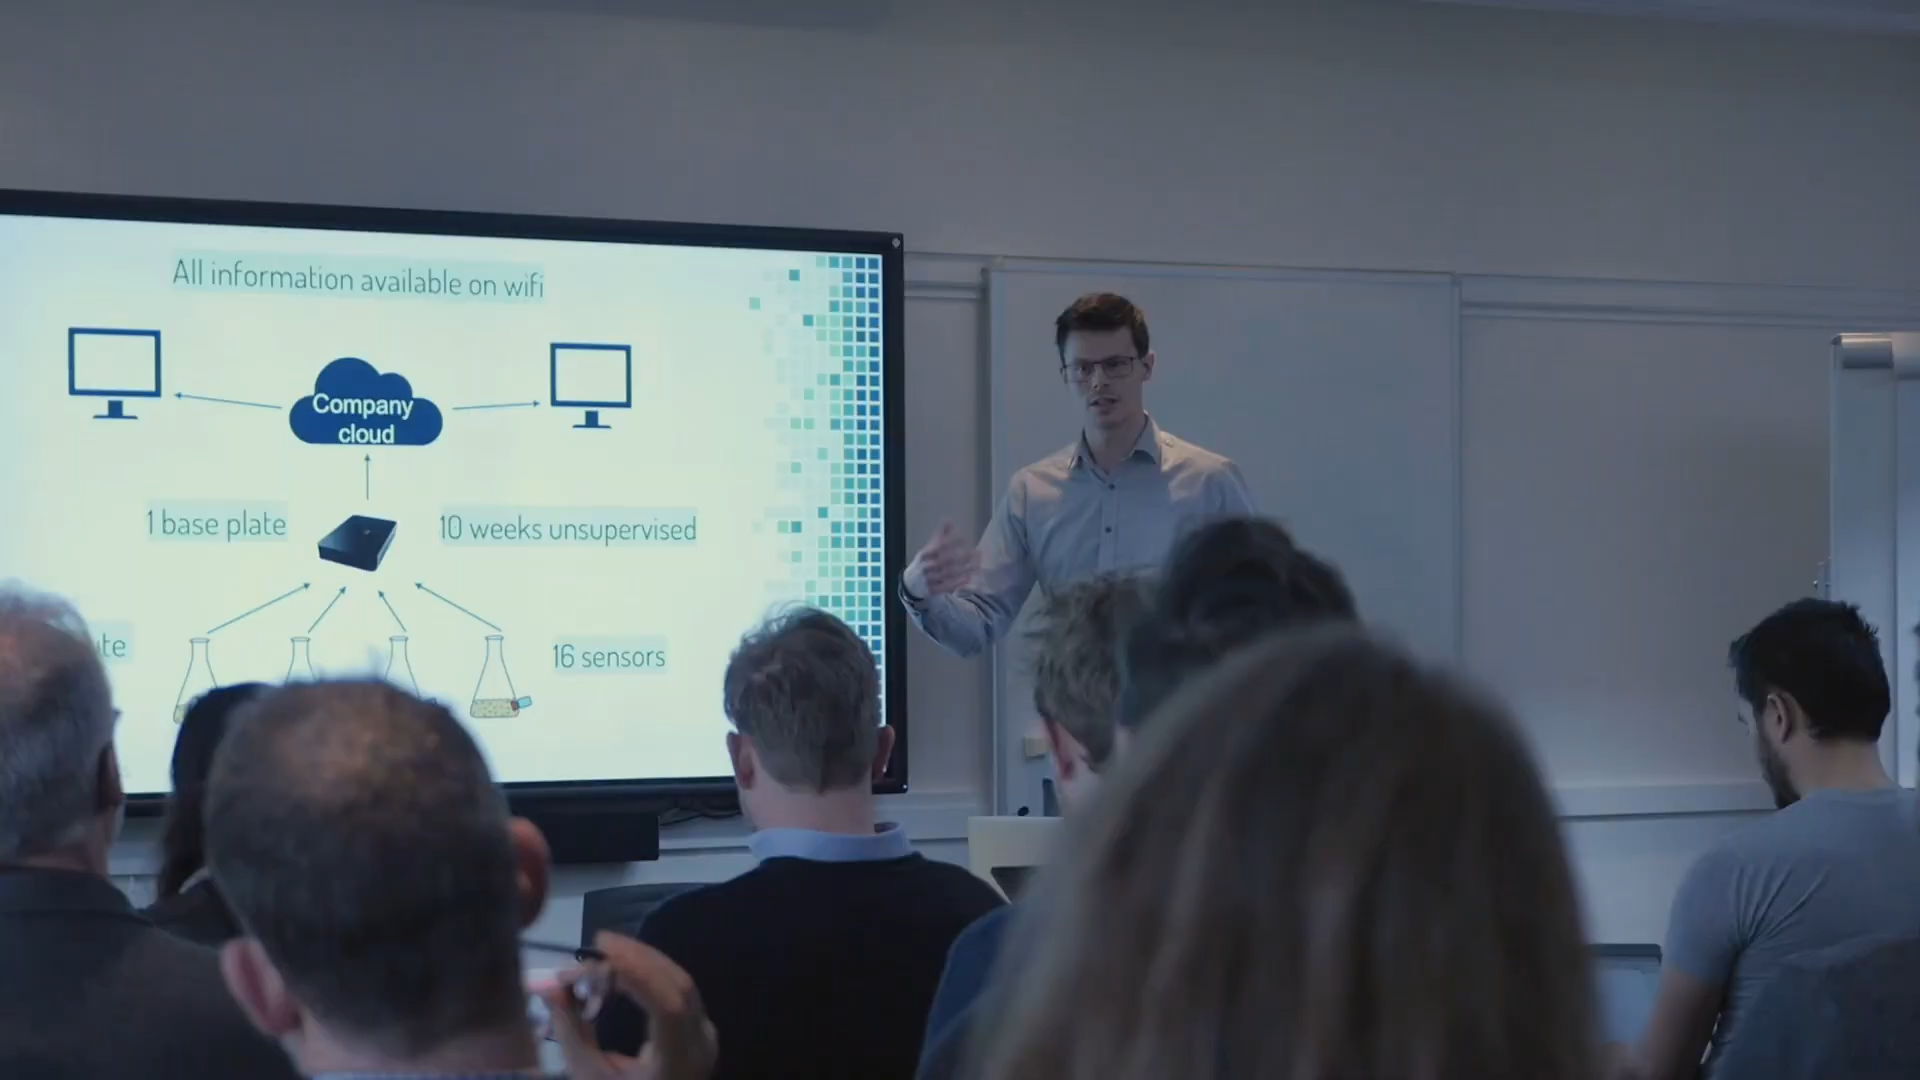 All information available on wifi
Company
cloud
1 base plate
10 weeks unsupervised
16 sensors